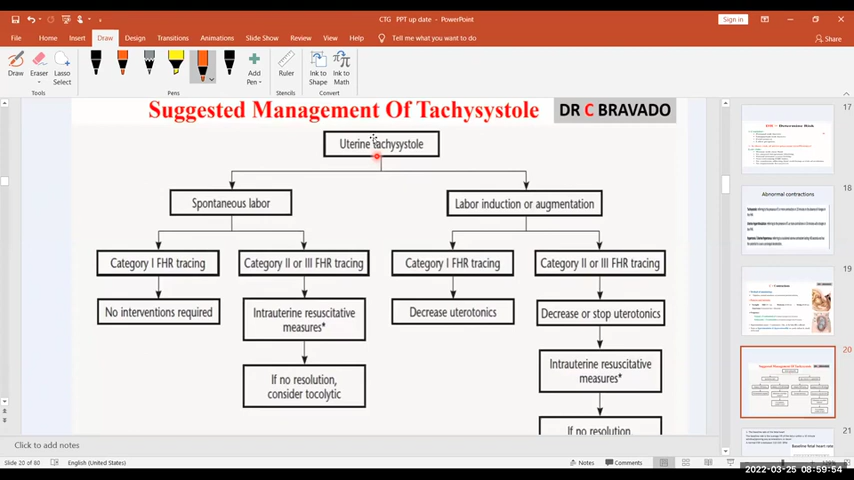 CTG PPT up date - PowerPoint
Sign in
File Home Insert Draw Design Transitions Animations Slide Show Review View Help Tell me what you want to do
Share
Draw
Eraser
Lasso
Select
Add
Pen
Ruler
Ink to
Shape
Ink to
Math
Tools
Pens
Stencils
Convert
Suggested Management Of Tachysystole DR C BRAVADO
Uterine tachysystole
Spontaneous labor
Labor induction or augmentation
Category I FHR tracing
Category II or III FHR tracing
Category I FHR tracing
Category II or III FHR tracing
No interventions required
Intrauterine resuscitative
measures*
Decrease uterotonics
Decrease or stop uterotonics
If no resolution,
consider tocolytic
Intrauterine resuscitative
measures*
If no resolution
17
18
Abnormal contractions
19
20
Suggested Management Of Tachysystole
21
Baseline fetal heart rate
Click to add notes
Slide 20 of 80 English (United States)
Notes
Comments
2022-03-25 08:59:54